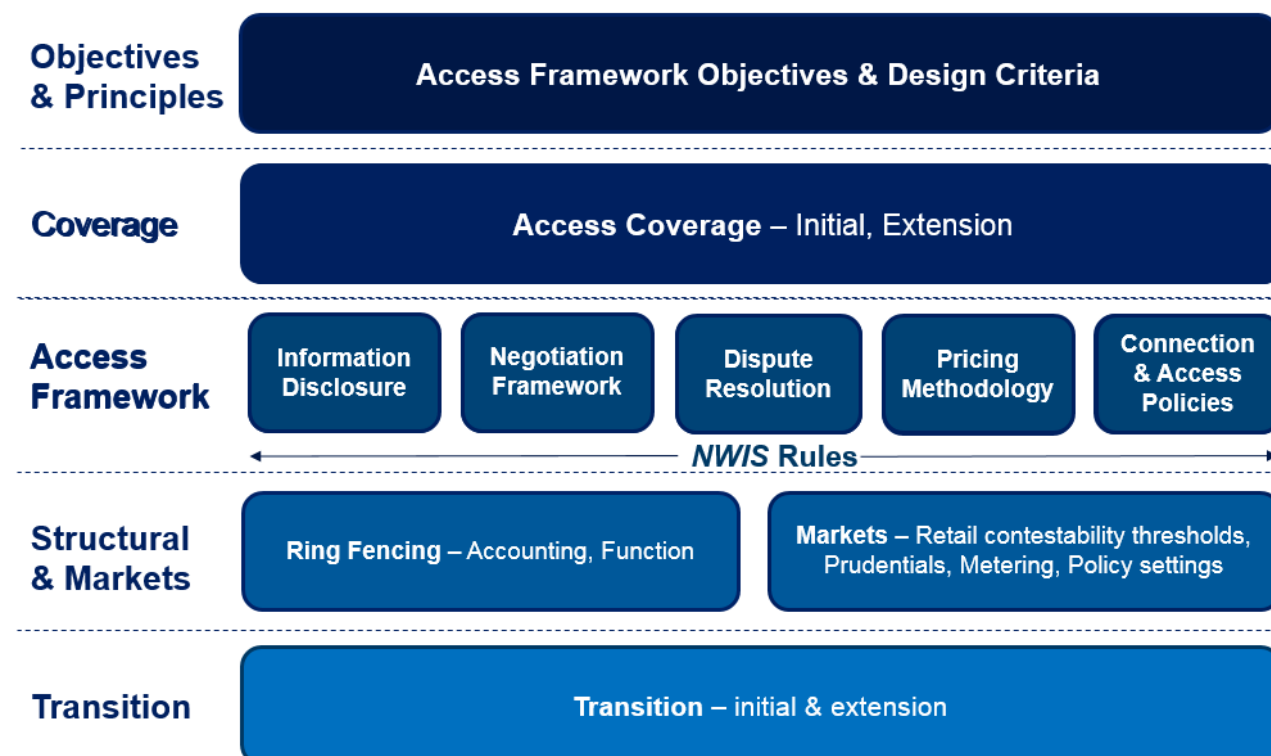 Objectives
& Principles
Access Framework Objectives & Design Criteria
Coverage
Access Coverage – Initial, Extension
Access
Framework
Information
Disclosure
Negotiation
Framework
Dispute
Resolution
Pricing
Methodology
Connection
& Access
Policies
NWIS Rules
Structural
& Markets
Ring Fencing – Accounting, Function
Markets – Retail contestability thresholds,
Prudentials, Metering, Policy settings
Transition
Transition – initial & extension